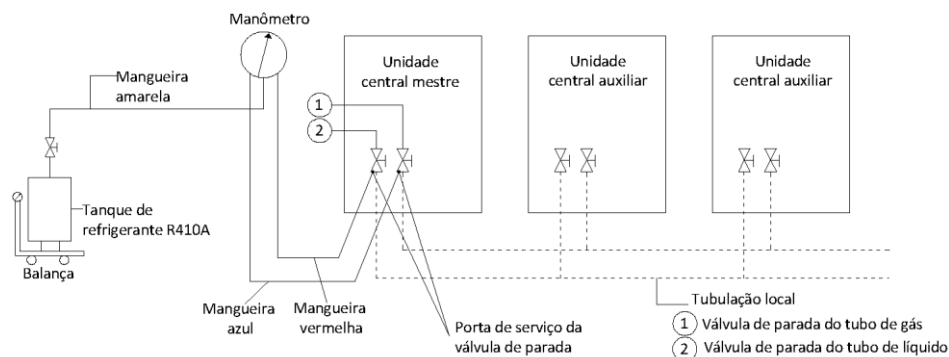 Manômetro
Mangueira
amarela
Tanque de
refrigerante R410A
Balança
Mangueira
azul
Mangueira
vermelha
1
2
Unidade
central mestre
Unidade
central auxiliar
Unidade
central auxiliar
Porta de serviço da
válvula de parada
Tubulação local
1 Válvula de parada do tubo de gás
2 Válvula de parada do tubo de líquido